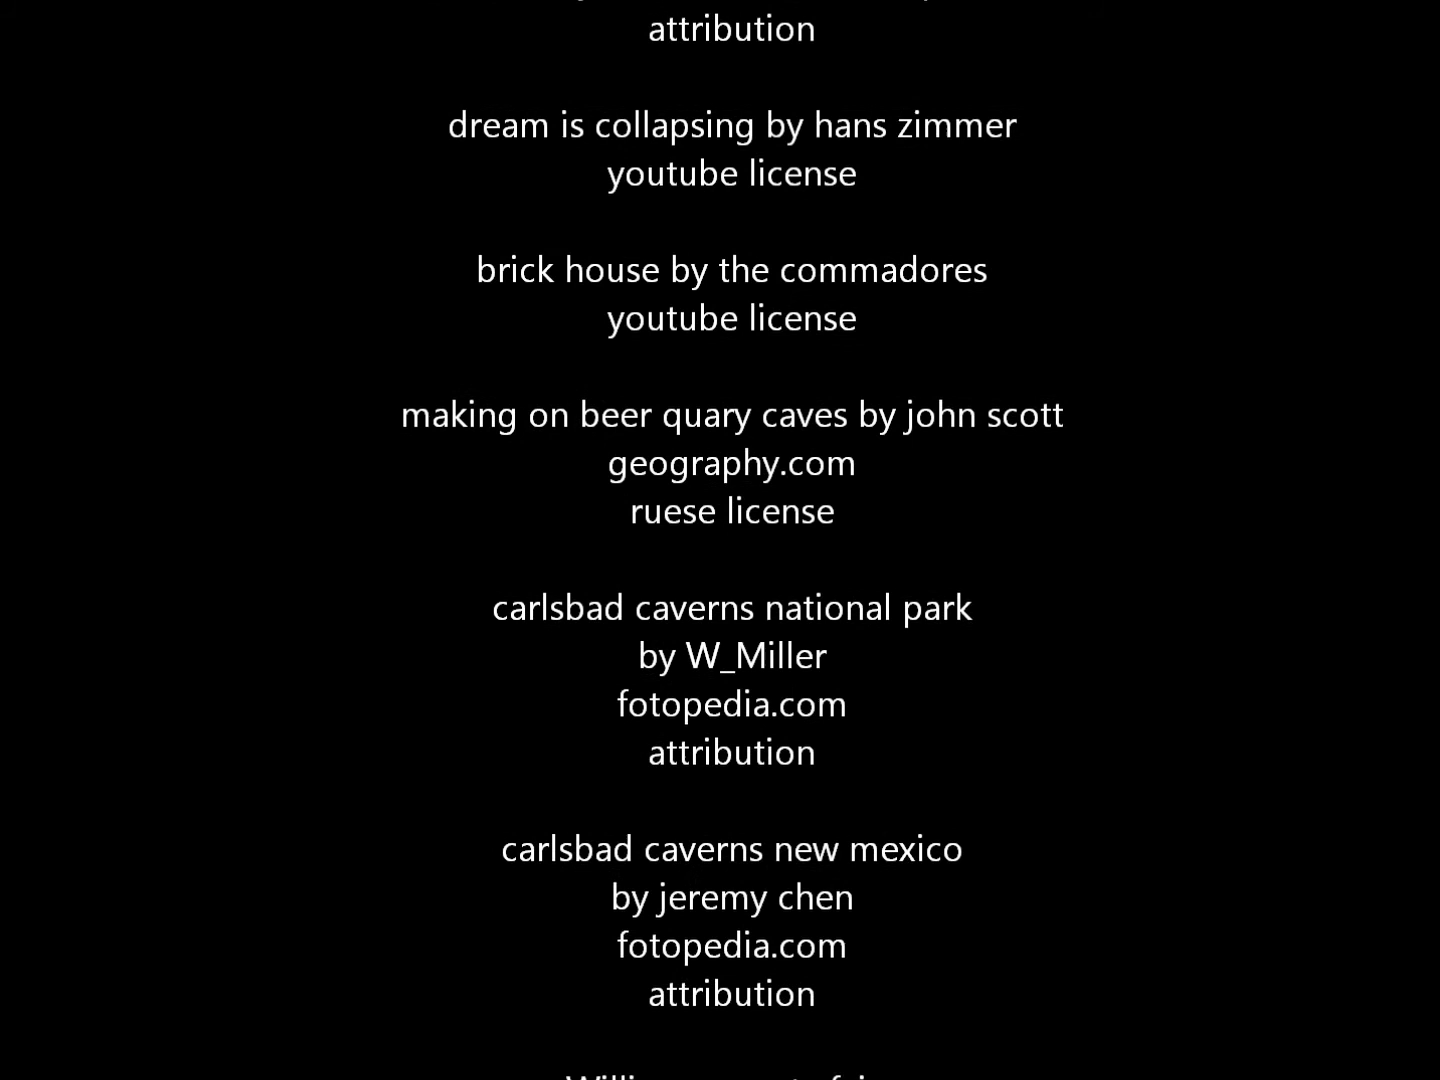 attribution
dream is collapsing by hans zimmer
youtube license
brick house by the commadores
youtube license
making on beer quary caves by john scott
geography.com
ruese license
carlsbad caverns national park
by W_Miller
fotopedia.com
attribution
carlsbad caverns new mexico
by jeremy chen
fotopedia.com
attribution